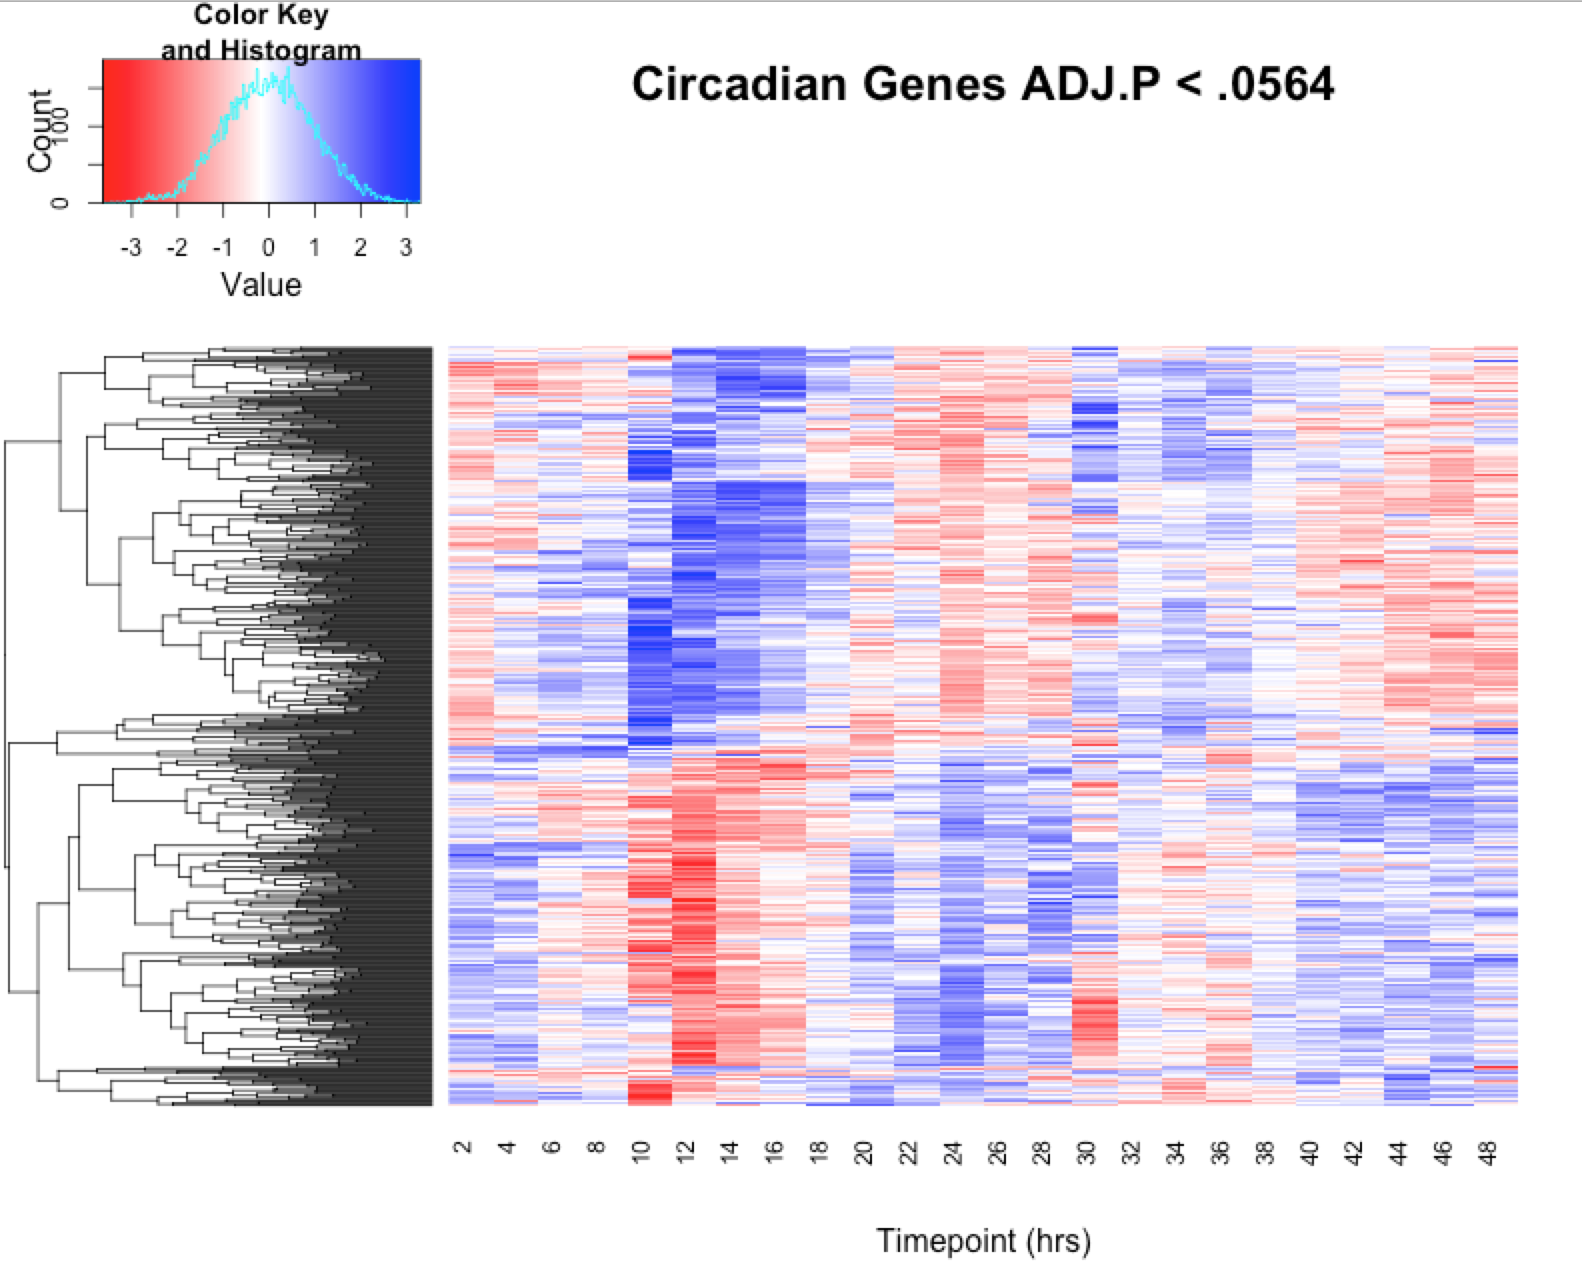 Color Key
and Histogram
Circadian Genes ADJ.P < .0564
Count
0
100
-3 -2 -1 0 1 2 3
Value
2 4 6 8 10 12 14 16 18 20 22 24 26 28 30 32 34 36 38 40 42 44 46 48
Timepoint (hrs)